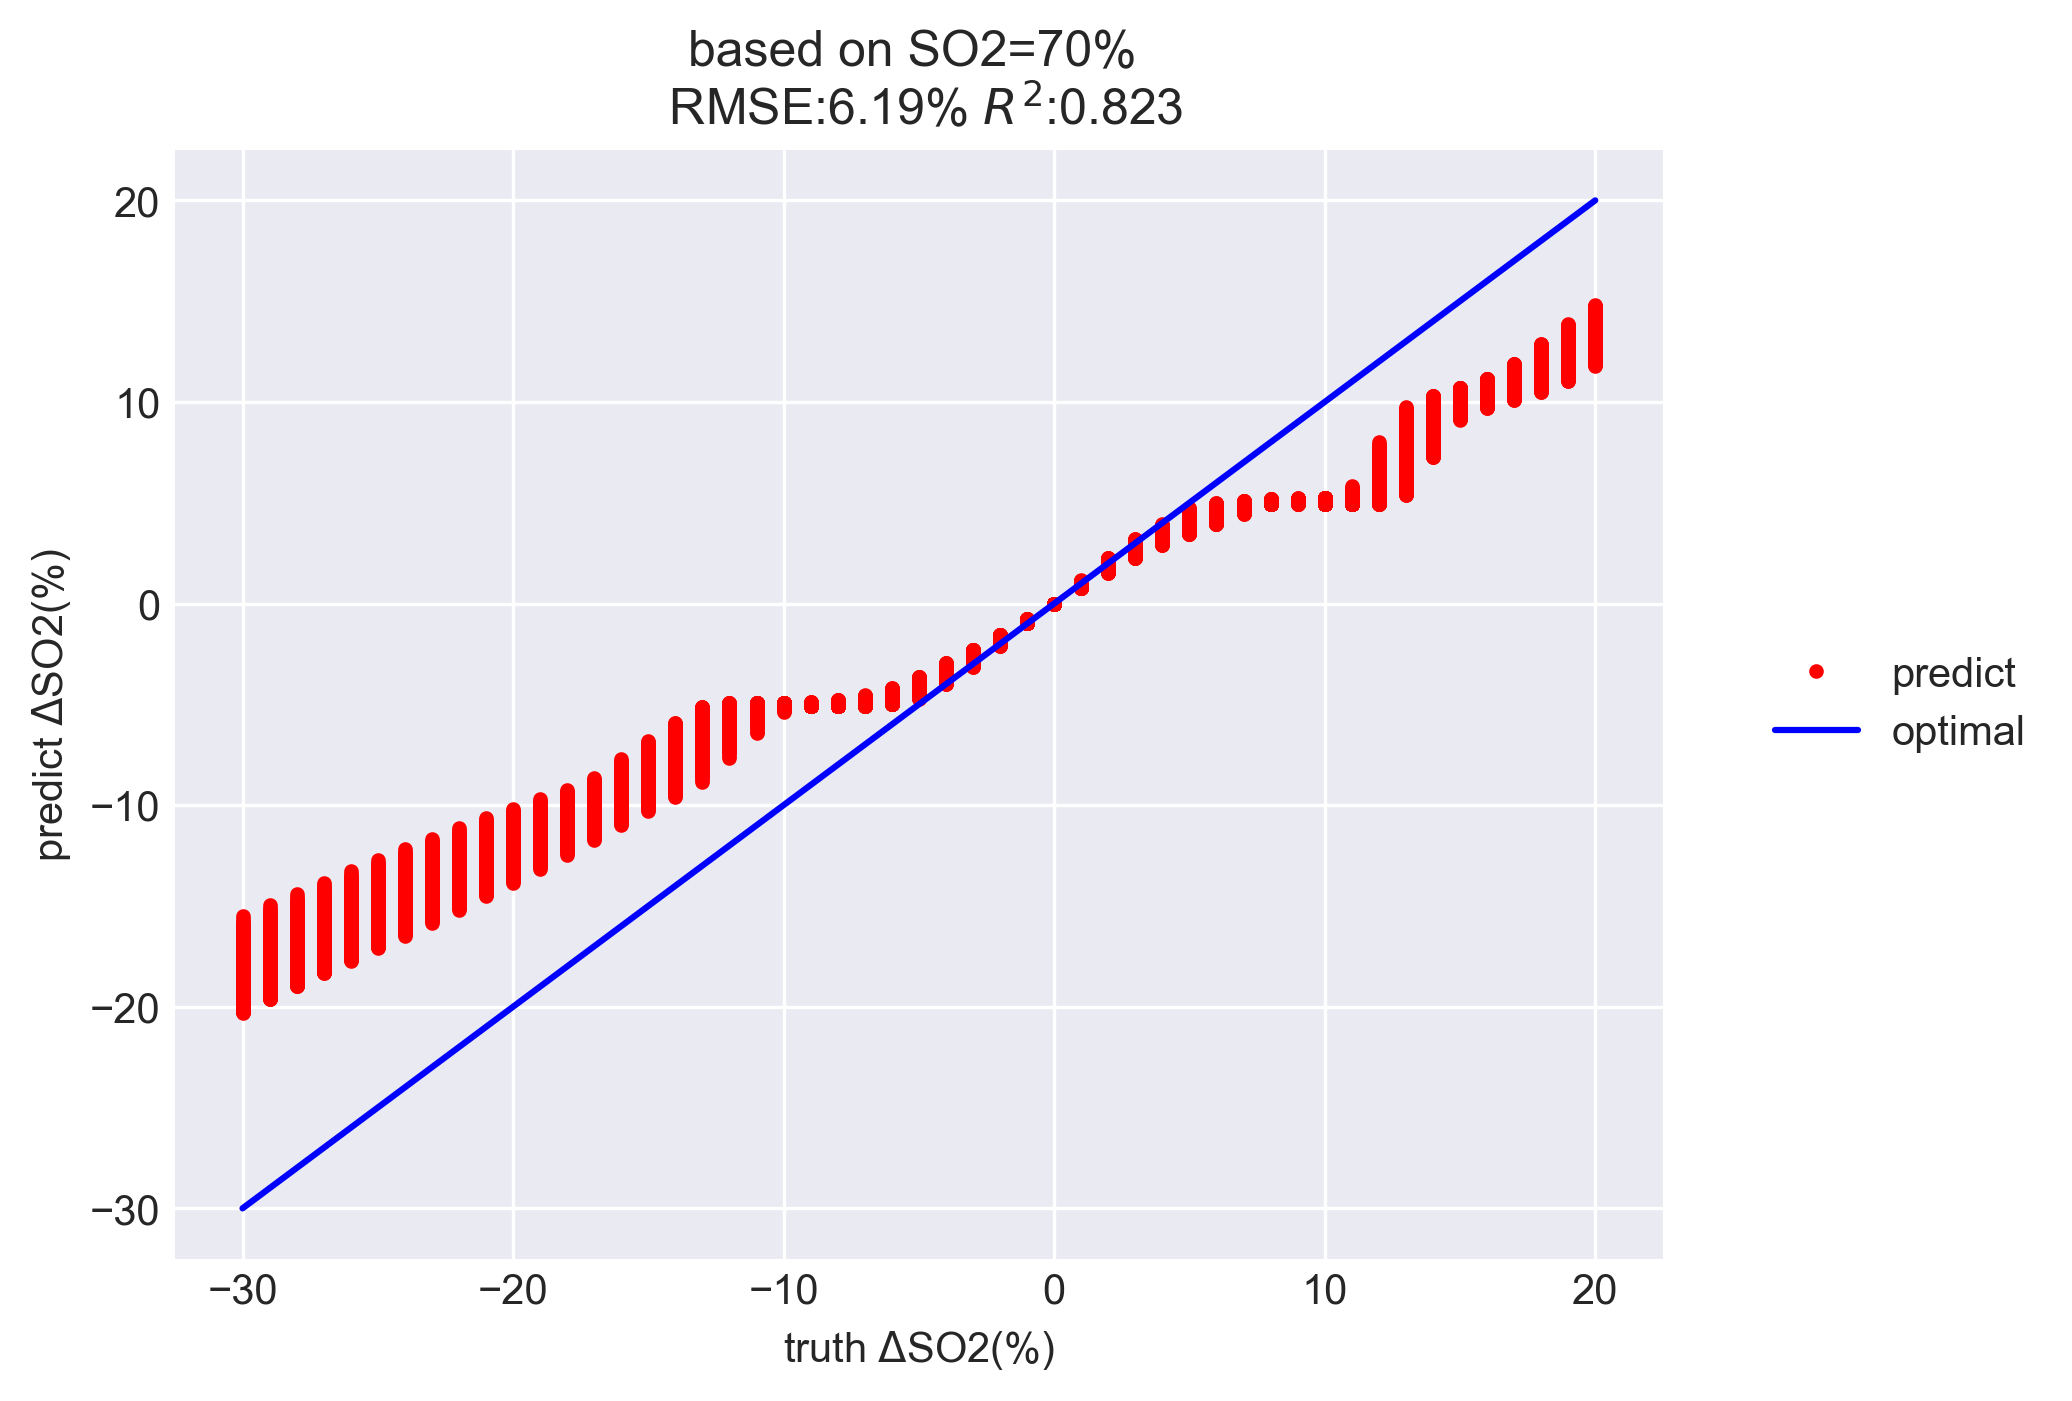 based on SO2=70%
RMSE:6.19% R²:0.823
predict ΔSO2(%)
20
10
0
−10
−20
−30
−30 −20 −10 0 10 20
truth ΔSO2(%)
predict
optimal